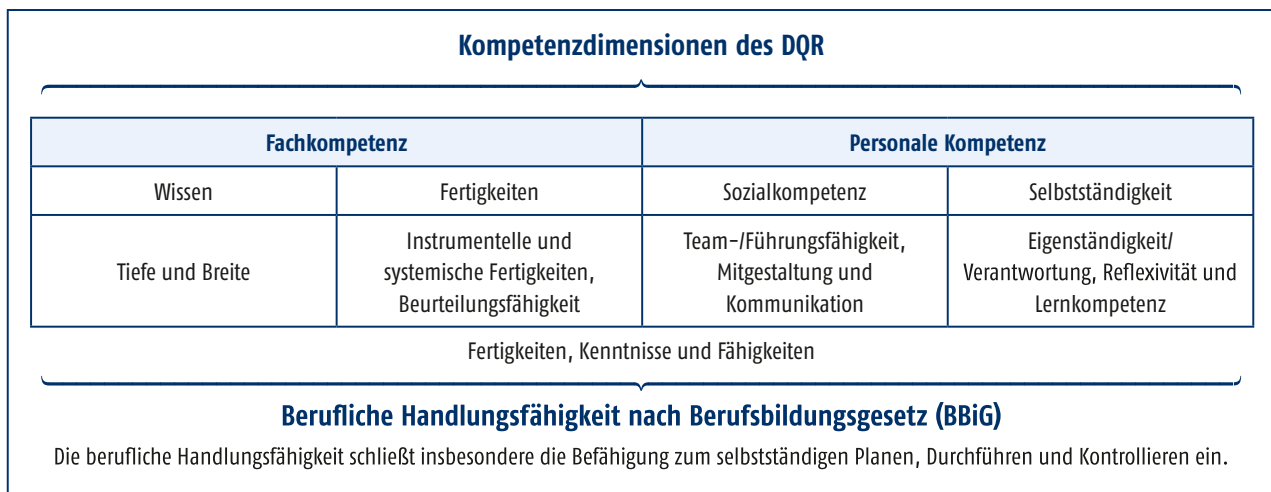 Kompetenzdimensionen des DQR
Fachkompetenz
Personale Kompetenz
Wissen
Fertigkeiten
Sozialkompetenz
Selbstständigkeit
Tiefe und Breite
Instrumentelle und
systemische Fertigkeiten,
Beurteilungsfähigkeit
Team-/Führungsfähigkeit,
Mitgestaltung und
Kommunikation
Eigenständigkeit/
Verantwortung, Reflexivität und
Lernkompetenz
Fertigkeiten, Kenntnisse und Fähigkeiten
Berufliche Handlungsfähigkeit nach Berufsbildungsgesetz (BBiG)
Die berufliche Handlungsfähigkeit schließt insbesondere die Befähigung zum selbstständigen Planen, Durchführen und Kontrollieren ein.